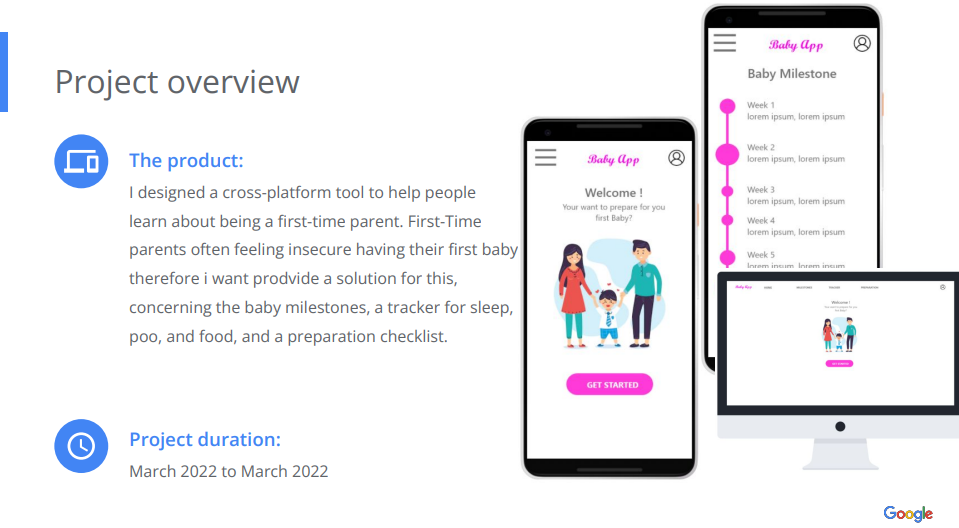 Project overview
The product:
I designed a cross-platform tool to help people
learn about being a first-time parent. First-Time
parents often feeling insecure having their first baby
therefore i want prodvide a solution for this,
concerning the baby milestones, a tracker for sleep,
poo, and food, and a preparation checklist.
Project duration:
March 2022 to March 2022
Baby App
Welcome !
Your want to prepare for you
first Baby?
GET STARTED
Baby App
Baby Milestone
Week 1
lorem ipsum, lorem ipsum
Week 2
lorem ipsum, lorem ipsum
Week 3
lorem ipsum, lorem ipsum
Week 4
lorem ipsum, lorem ipsum
Week 5
lorem ipsum, lorem ipsum
Baby App
Welcome !
GET STARTED
Google